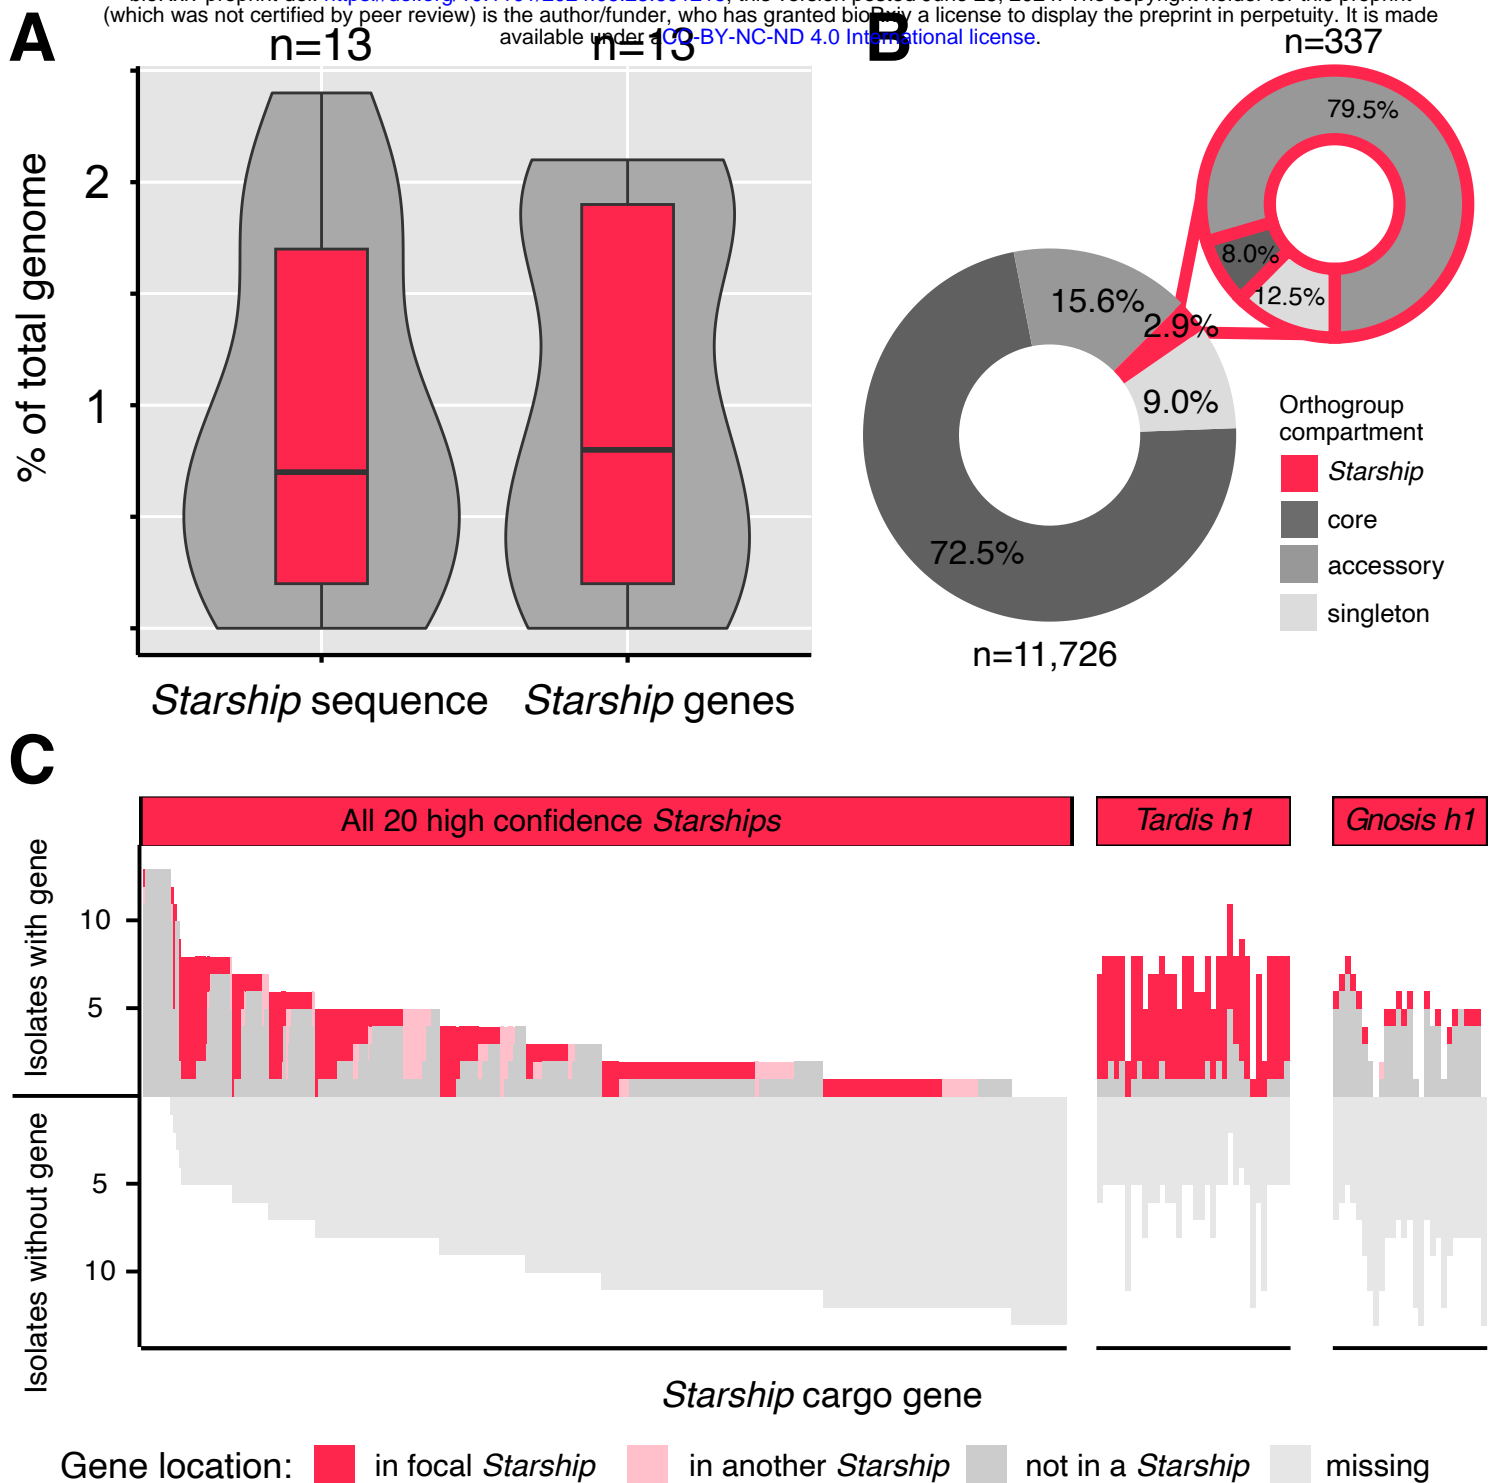 (which was not certified by peer review) is the author/funder, who has granted bioRxiv a license to display the preprint in perpetuity. It is made
available under aCC-BY-NC-ND 4.0 International license.
A
n=13
n=13
% of total genome
2
1
Starship sequence
Starship genes
B
n=337
79.5%
8.0%
12.5%
15.6%
2.9%
9.0%
72.5%
n=11,726
Orthogroup
compartment
Starship
core
accessory
singleton
C
All 20 high confidence Starships
Tardis h1
Gnosis h1
Isolates with gene
10
5
Isolates without gene
5
10
Starship cargo gene
Gene location:
in focal Starship
in another Starship
not in a Starship
missing